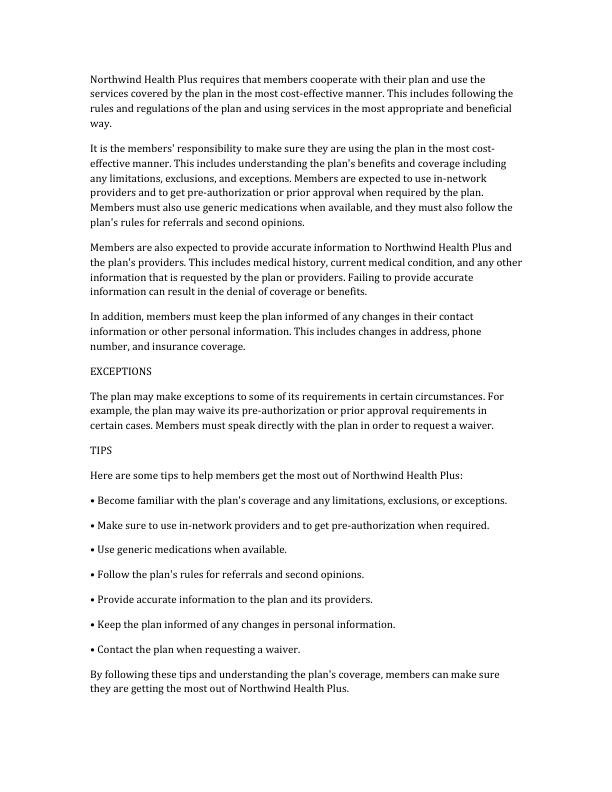 Northwind Health Plus requires that members cooperate with their plan and use the
services covered by the plan in the most cost-effective manner. This includes following the
rules and regulations of the plan and using services in the most appropriate and beneficial
way.
It is the members' responsibility to make sure they are using the plan in the most cost-
effective manner. This includes understanding the plan's benefits and coverage including
any limitations, exclusions, and exceptions. Members are expected to use in-network
providers and to get pre-authorization or prior approval when required by the plan.
Members must also use generic medications when available, and they must also follow the
plan's rules for referrals and second opinions.
Members are also expected to provide accurate information to Northwind Health Plus and
the plan's providers. This includes medical history, current medical condition, and any other
information that is requested by the plan or providers. Failing to provide accurate
information can result in the denial of coverage or benefits.
In addition, members must keep the plan informed of any changes in their contact
information or other personal information. This includes changes in address, phone
number, and insurance coverage.
EXCEPTIONS
The plan may make exceptions to some of its requirements in certain circumstances. For
example, the plan may waive its pre-authorization or prior approval requirements in
certain cases. Members must speak directly with the plan in order to request a waiver.
TIPS
Here are some tips to help members get the most out of Northwind Health Plus:
• Become familiar with the plan's coverage and any limitations, exclusions, or exceptions.
• Make sure to use in-network providers and to get pre-authorization when required.
• Use generic medications when available.
• Follow the plan's rules for referrals and second opinions.
• Provide accurate information to the plan and its providers.
• Keep the plan informed of any changes in personal information.
• Contact the plan when requesting a waiver.
By following these tips and understanding the plan's coverage, members can make sure
they are getting the most out of Northwind Health Plus.